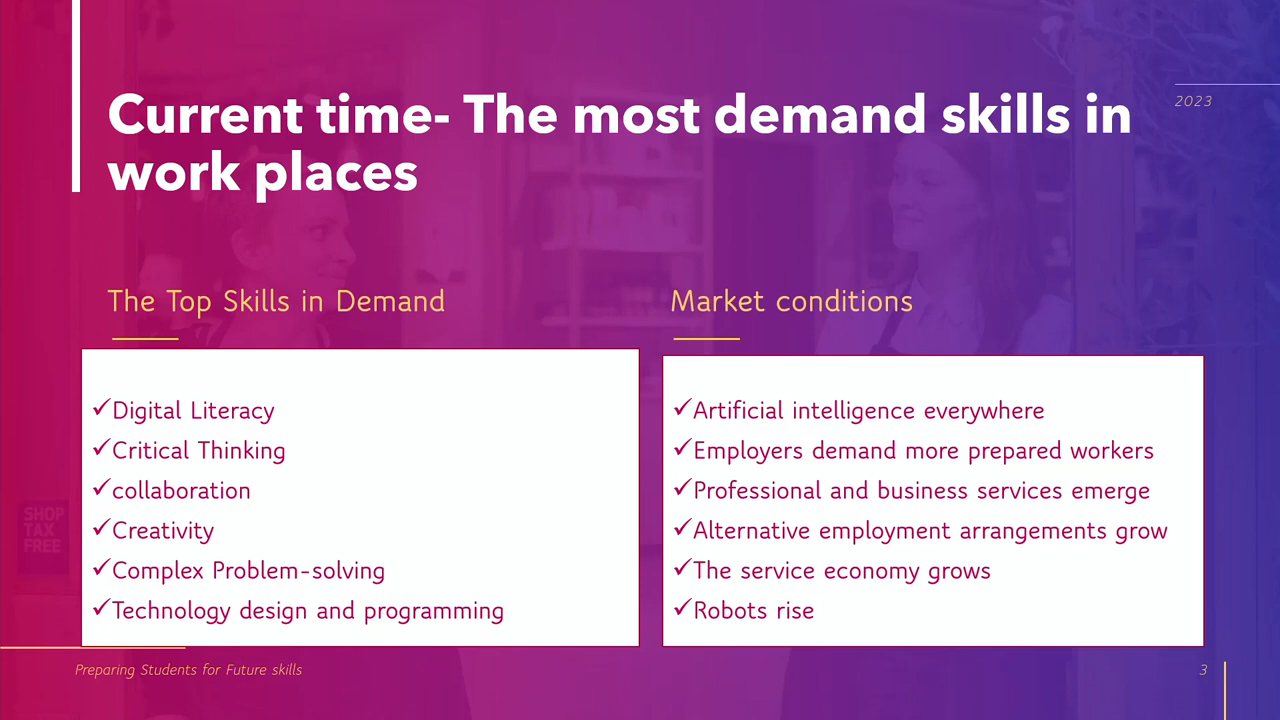 Current time- The most demand skills in
work places
2023
The Top Skills in Demand
✓Digital Literacy
✓Critical Thinking
✓collaboration
✓Creativity
✓Complex Problem-solving
✓Technology design and programming
Market conditions
✓Artificial intelligence everywhere
✓Employers demand more prepared workers
✓Professional and business services emerge
✓Alternative employment arrangements grow
✓The service economy grows
✓Robots rise
SHOP
TAX
FREE
Preparing Students for Future skills
3